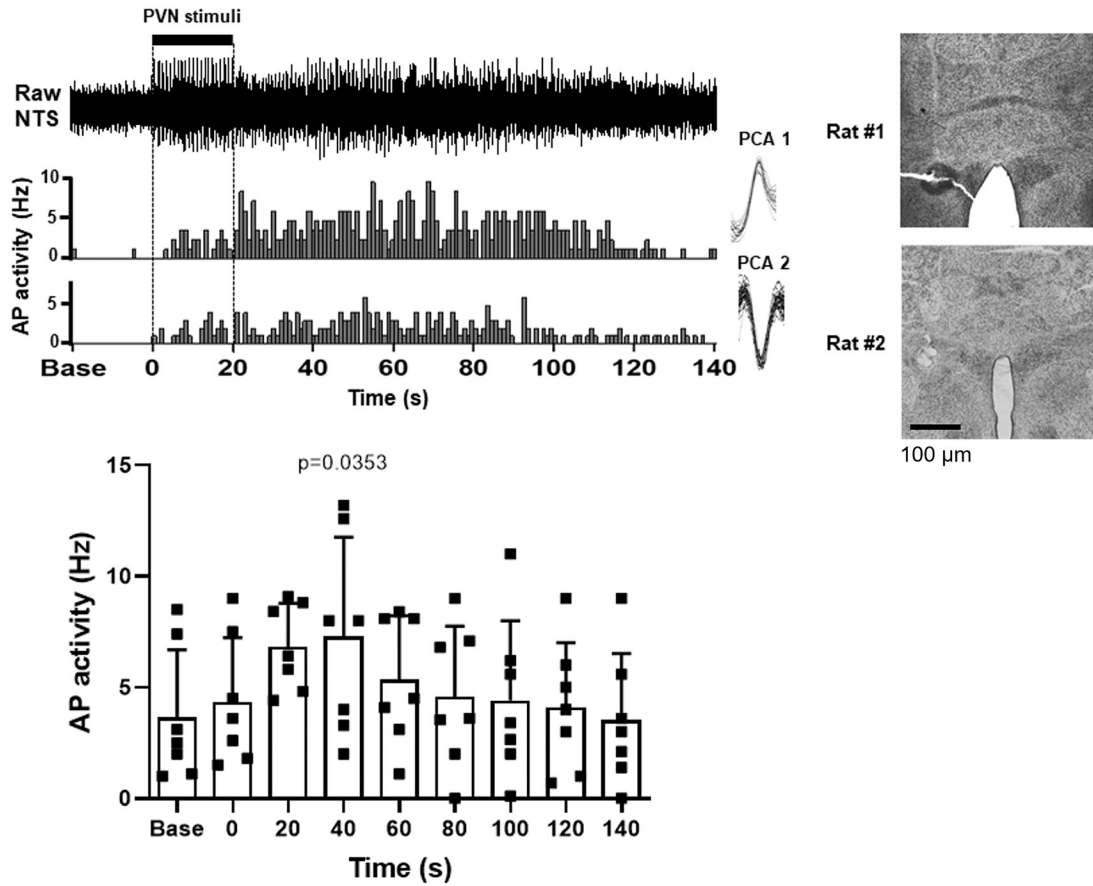 PVN stimuli
Raw
NTS
AP activity (Hz)
10
5
0
5
0
Base 0 20 40 60 80 100 120 140
Time (s)
PCA 1
PCA 2
Rat #1
Rat #2
100 µm
p=0.0353
AP activity (Hz)
15
10
5
0
Base 0 20 40 60 80 100 120 140
Time (s)